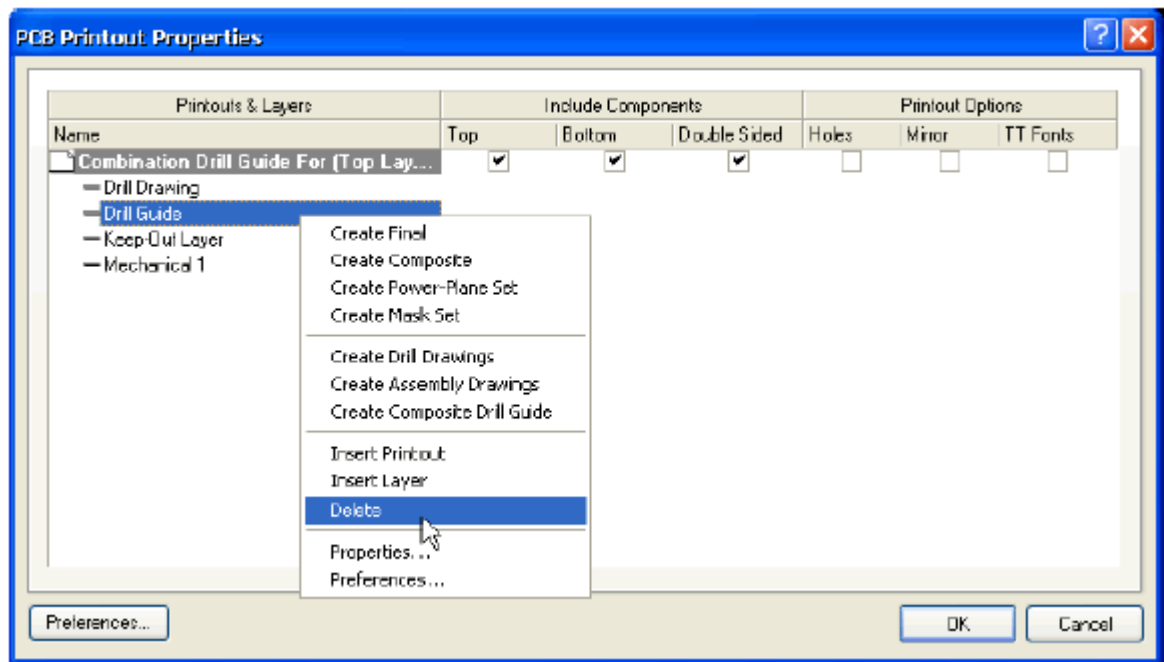 PCB Printout Properties
Printouts & Layers Include Components Printout Options
Name Top Bottom Double Sided Holes Mirror TT Fonts
Combination Drill Guide For (Top Lay...
Drill Drawing
Drill Guide
Keep-Out Layer
Mechanical 1
Create Final
Create Composite
Create Power-Plane Set
Create Mask Set
Create Drill Drawings
Create Assembly Drawings
Create Composite Drill Guide
Insert Printout
Insert Layer
Delete
Properties...
Preferences...
Preferences... OK Cancel